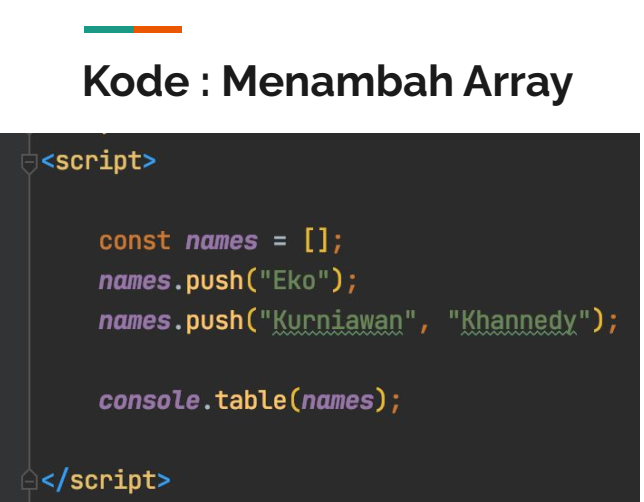 Kode : Menambah Array
<script>
const names = [];
names.push("Eko");
names.push("Kurniawan", "Khannedy");
console.table(names);
</script>